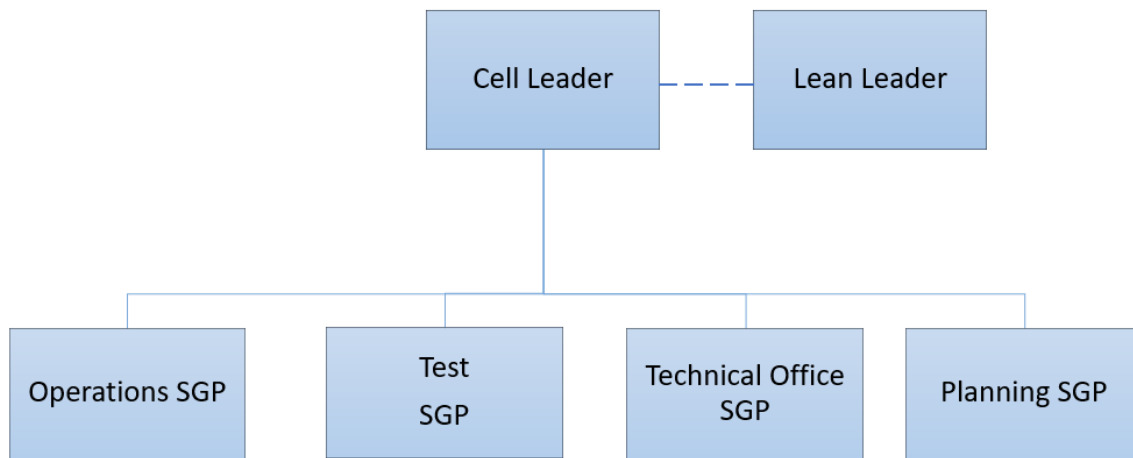 Cell Leader
Lean Leader
Operations SGP
Test
SGP
Technical Office
SGP
Planning SGP